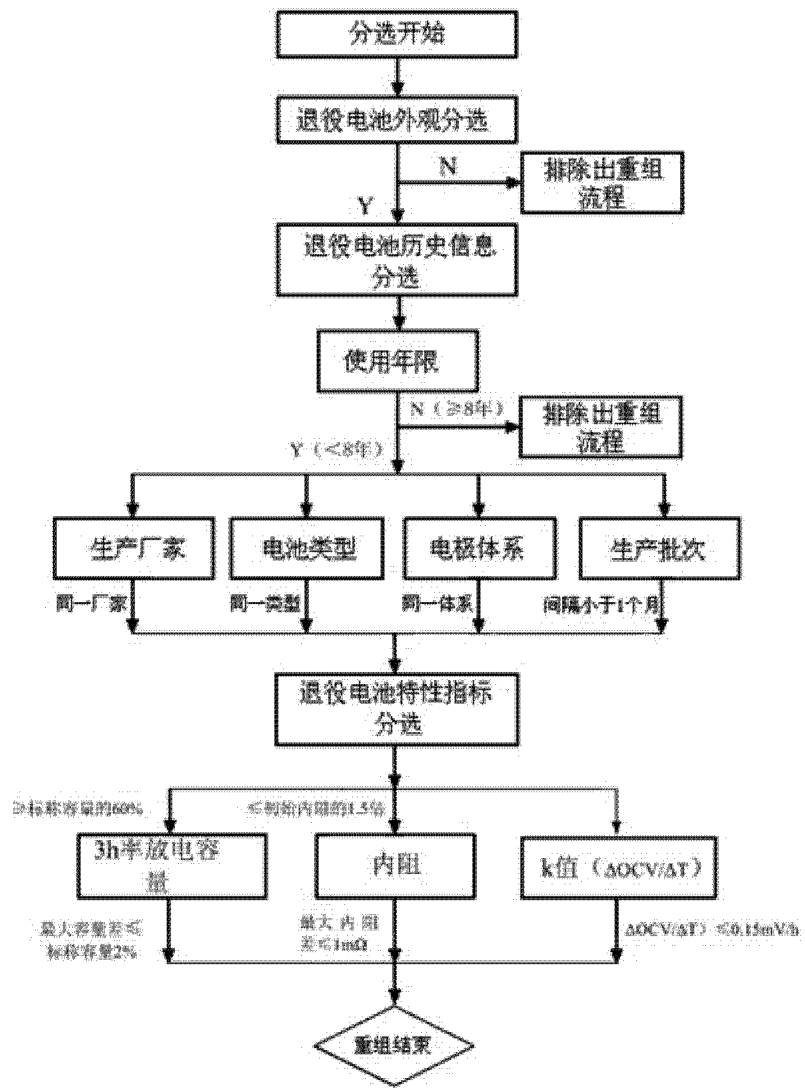 分选开始
退役电池外观分选
N
排除出重组
流程
Y
退役电池历史信息
分选
使用年限
N（≥8年）
排除出重组
流程
Y（<8年）
生产厂家
电池类型
电极体系
生产批次
同一厂家
同一类型
同一体系
间隔小于1个月
退役电池特性指标
分选
≥标称容量的60%
≤初始内阻的1.5倍
3h率放电容
量
内阻
k值（ΔOCV/ΔT）
最大容量差≤
标称容量2%
最大内阻
差≤1mΩ
ΔOCV/ΔT）≤0.15mV/h
重组结束